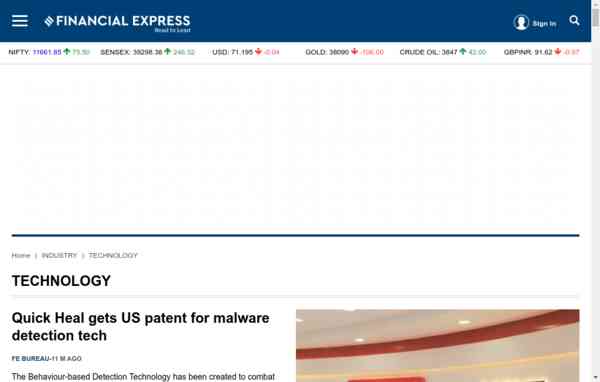 FINANCIAL EXPRESS
Read to Lead
Sign In
NIFTY: 11661.85 75.50 SENSEX: 39298.38 246.32 USD: 71.195 -0.04 GOLD: 38090 -106.00 CRUDE OIL: 3847 42.00 GBPINR: 91.62 -0.97
Home | INDUSTRY | TECHNOLOGY
TECHNOLOGY
Quick Heal gets US patent for malware
detection tech
FE BUREAU-11 M AGO
The Behaviour-based Detection Technology has been created to combat